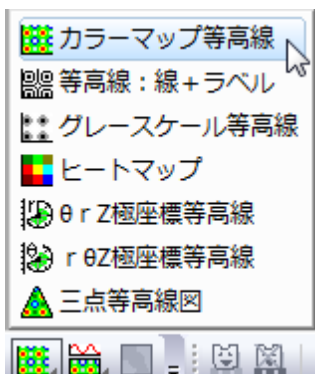 カラーマップ等高線
等高線：線＋ラベル
グレースケール等高線
ヒートマップ
θ r Z極座標等高線
r θZ極座標等高線
三点等高線図